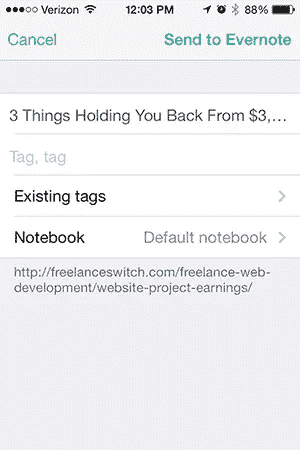 Verizon 12:03 PM 88%
Cancel Send to Evernote
3 Things Holding You Back From $3,...
Tag, tag
Existing tags
Notebook Default notebook
http://freelanceswitch.com/freelance-web-
development/website-project-earnings/